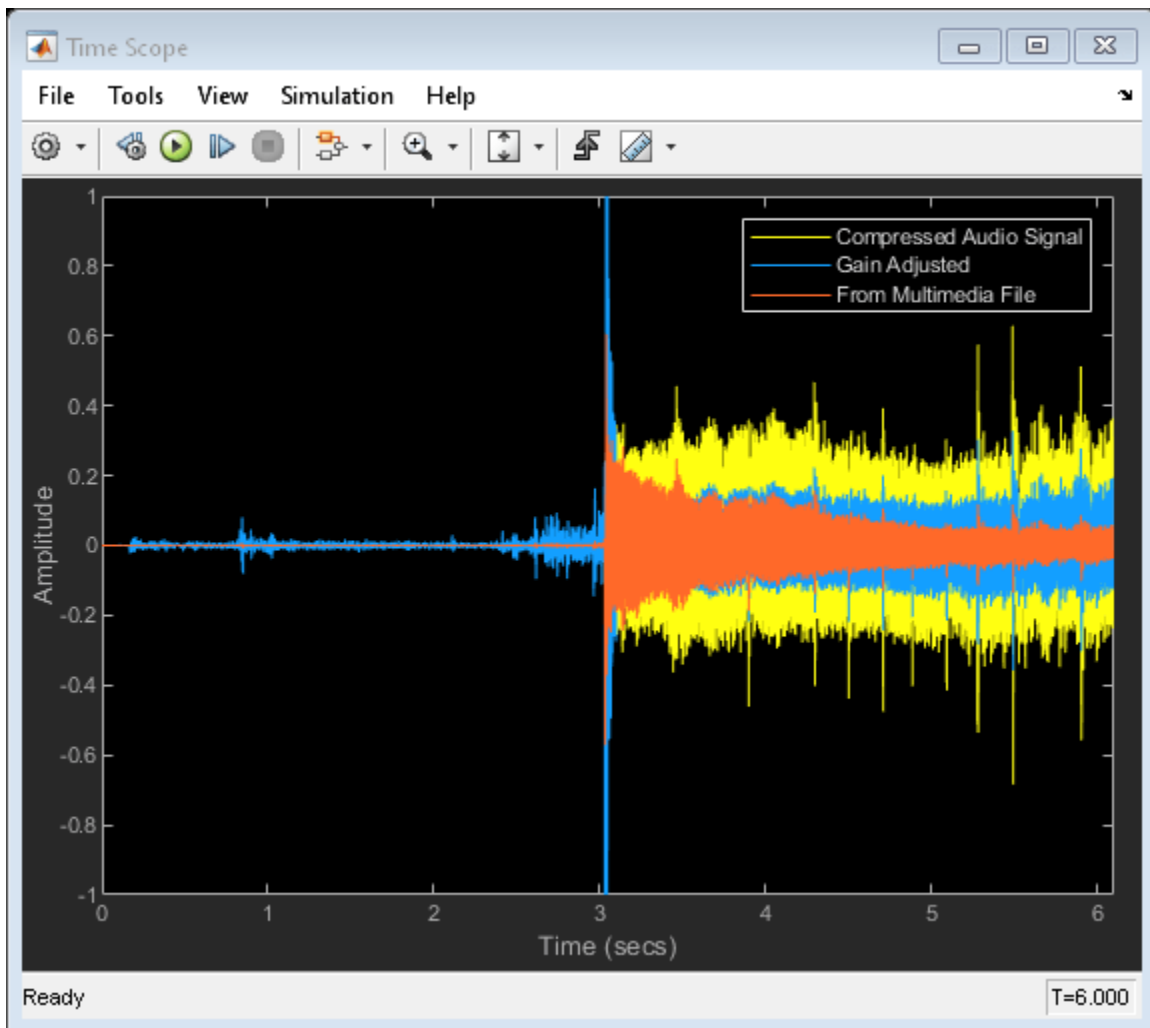 Time Scope
File Tools View Simulation Help
Compressed Audio Signal
Gain Adjusted
From Multimedia File
1
0.8
0.6
0.4
0.2
0
-0.2
-0.4
-0.6
-0.8
-1
Amplitude
0 1 2 3 4 5 6
Time (secs)
Ready T=6.000